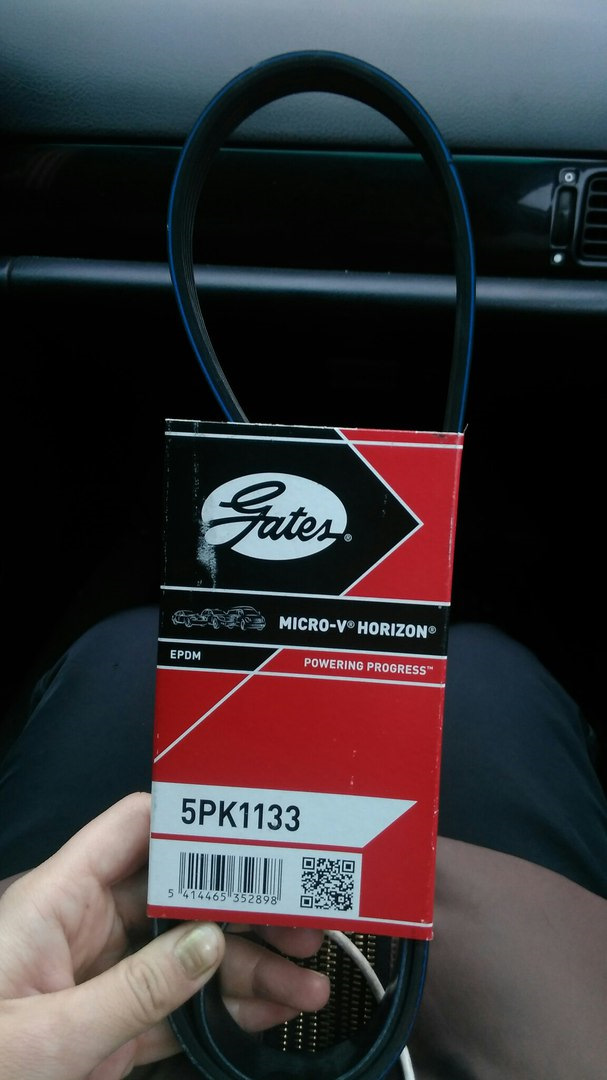 Gates®
MICRO-V® HORIZON®
EPDM
POWERING PROGRESS™
5PK1133
5 414465 352898